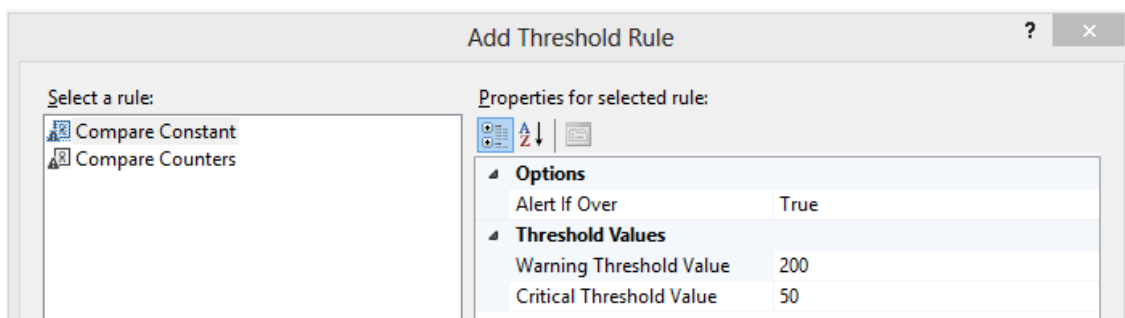 Add Threshold Rule
?
Select a rule:
Compare Constant
Compare Counters
Properties for selected rule:
Options
Alert If Over True
Threshold Values
Warning Threshold Value 200
Critical Threshold Value 50